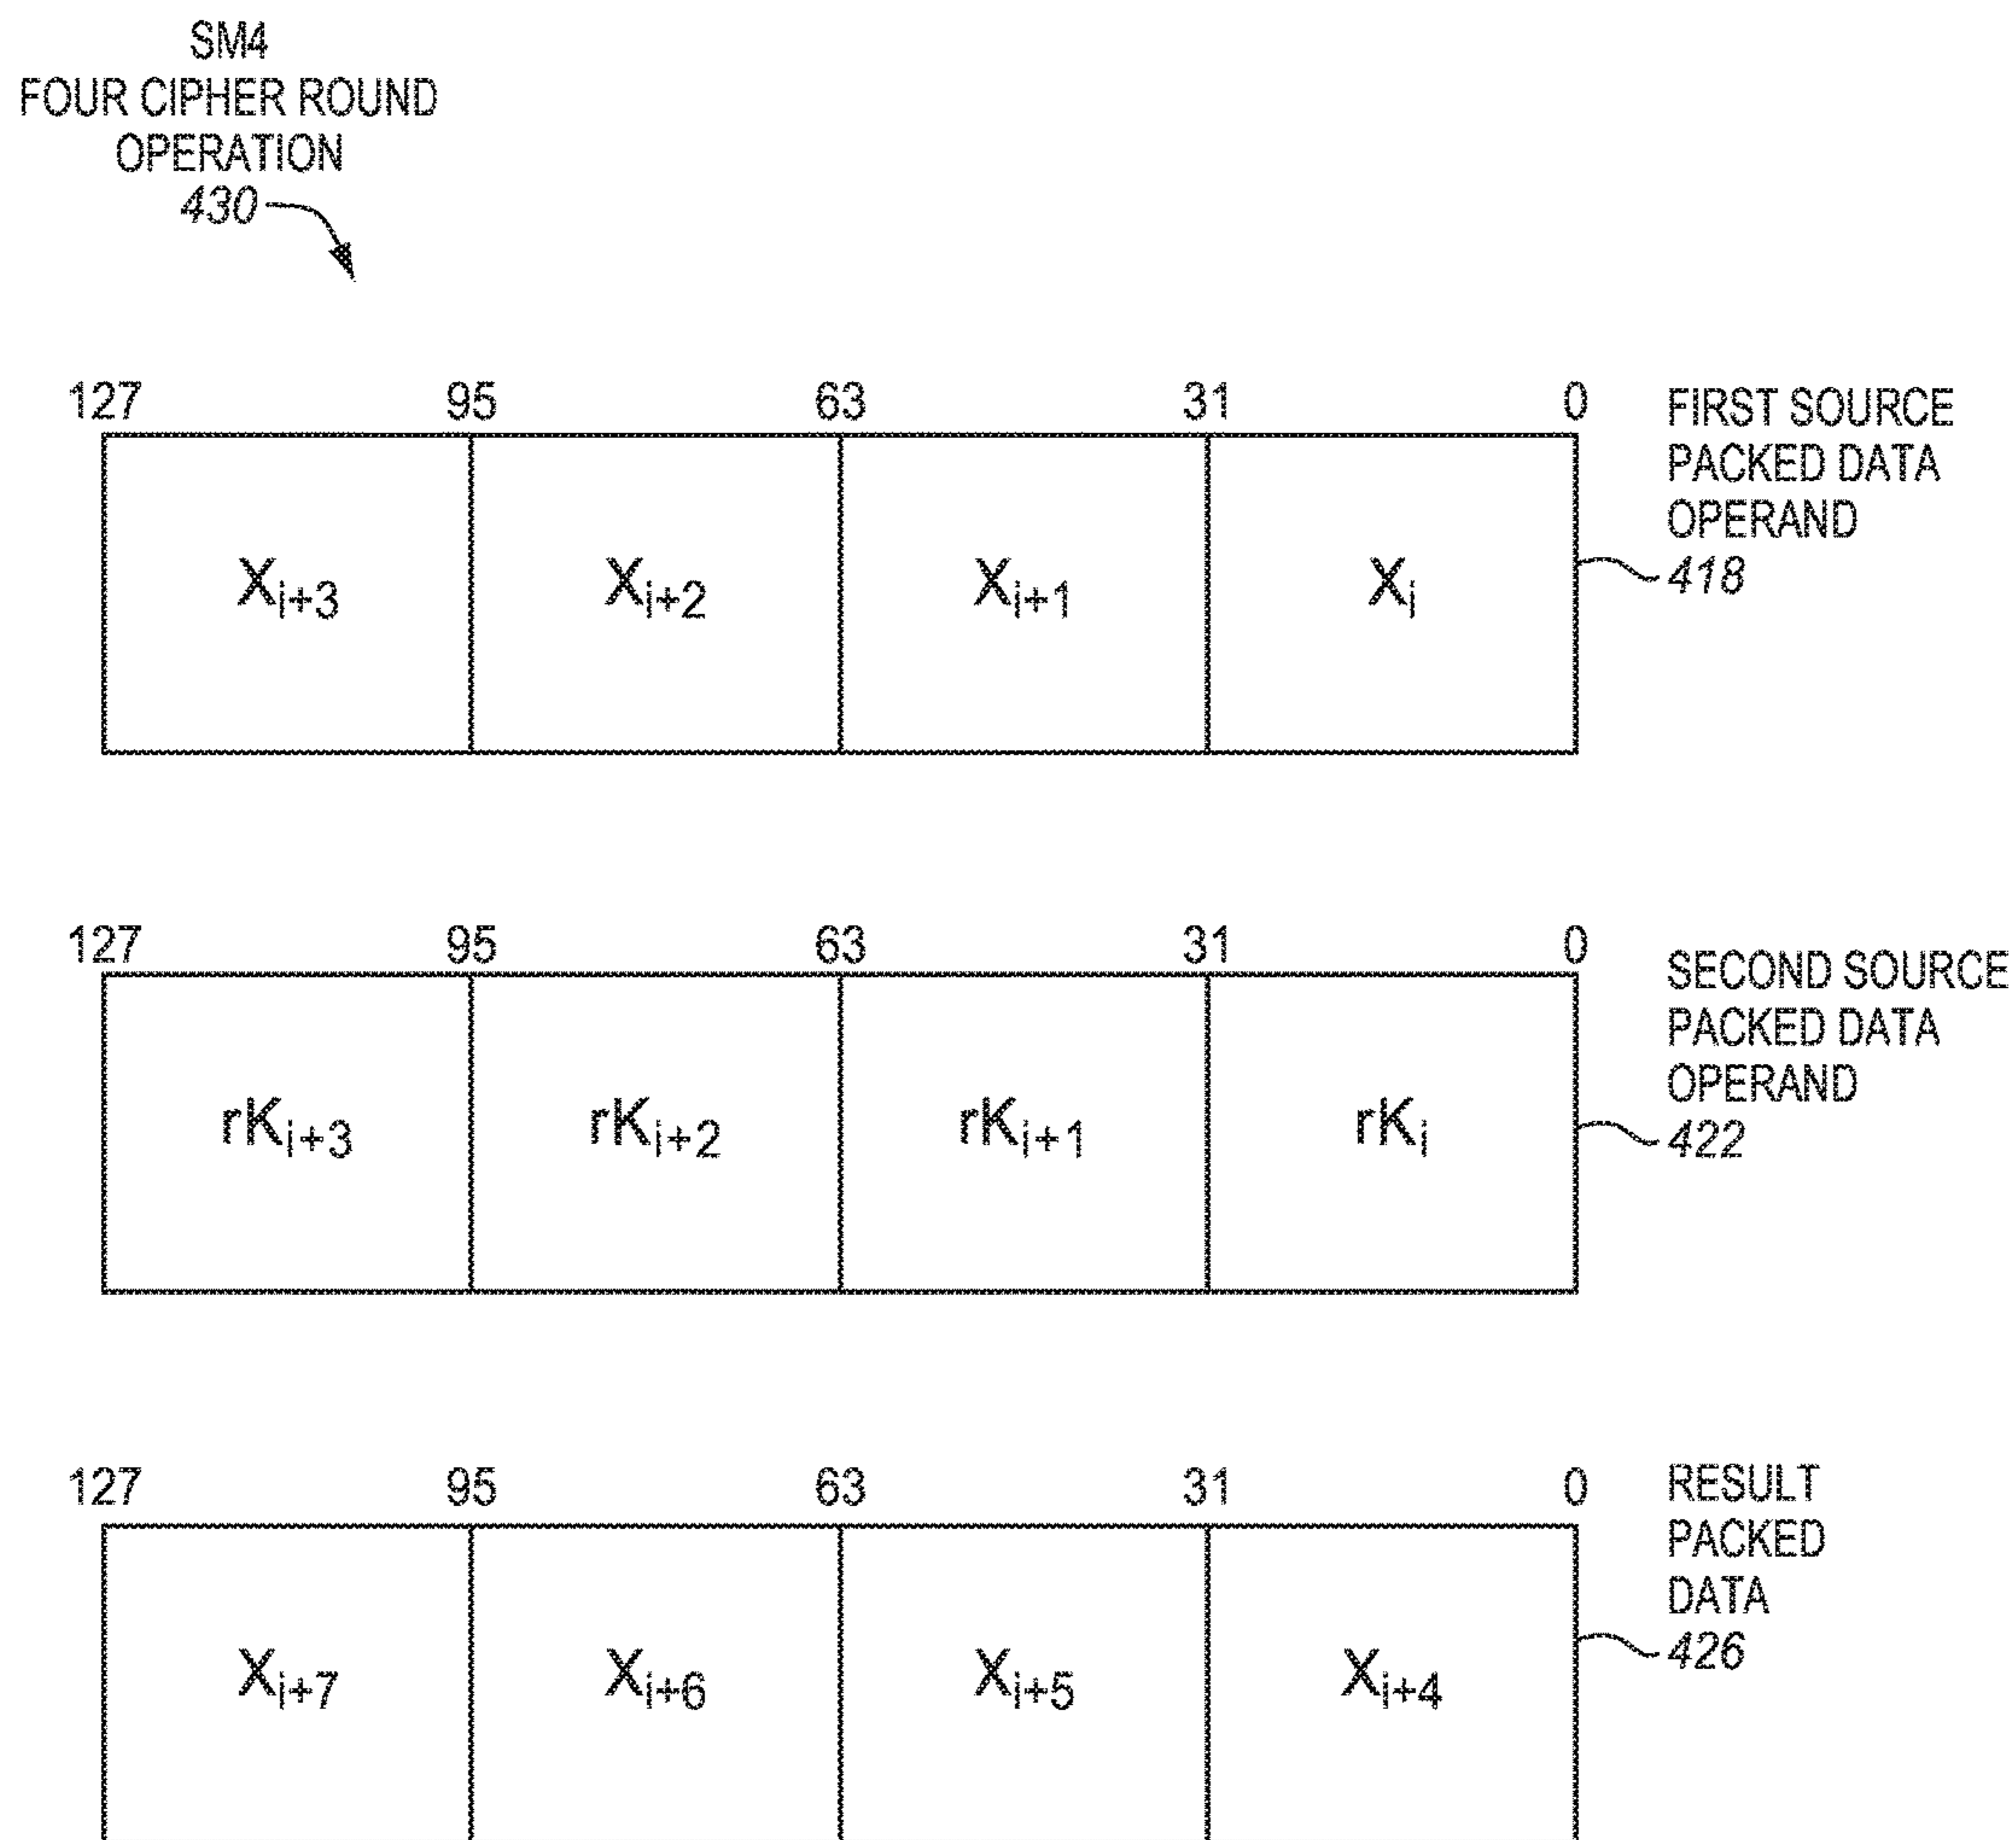 SM4
FOUR CIPHER ROUND
OPERATION
430
127 95 63 31 0
FIRST SOURCE
PACKED DATA
OPERAND
418
Xi+3 Xi+2 Xi+1 Xi
127 95 63 31 0
SECOND SOURCE
PACKED DATA
OPERAND
422
rKi+3 rKi+2 rKi+1 rKi
127 95 63 31 0
RESULT
PACKED
DATA
426
Xi+7 Xi+6 Xi+5 Xi+4